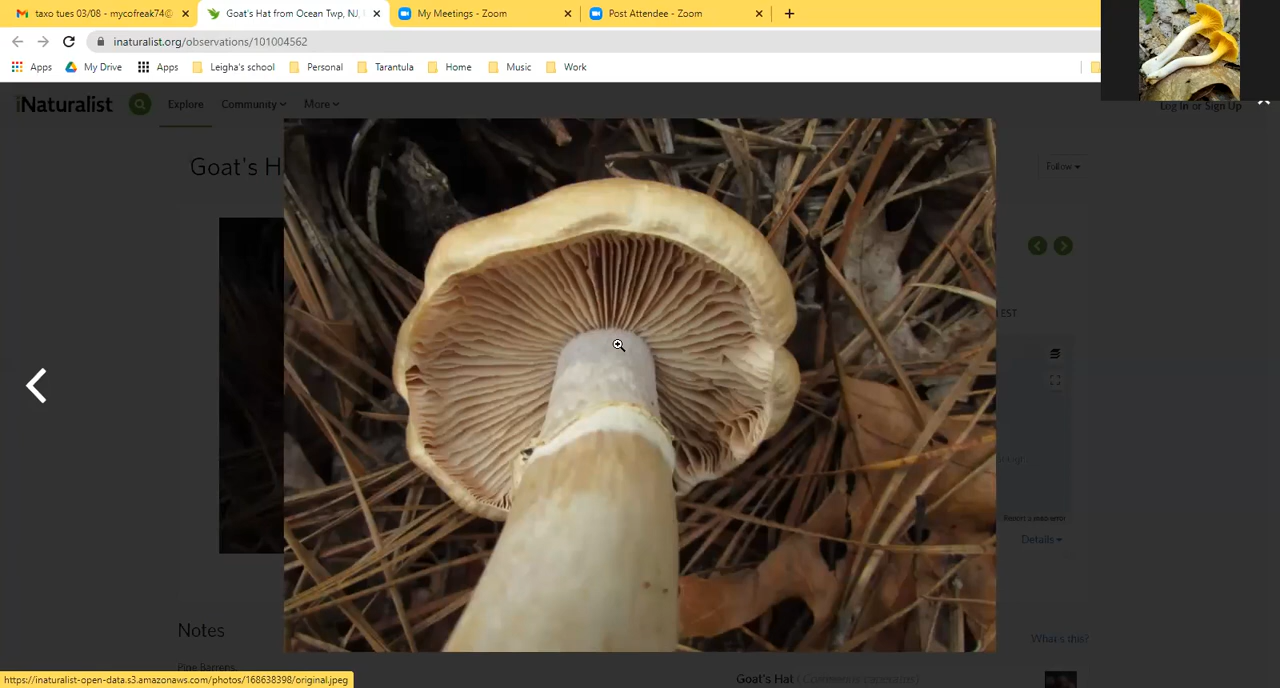 taxo tues 03/08 - mycofreak74@
Goat's Hat from Ocean Twp, NJ,
My Meetings - Zoom
Post Attendee - Zoom
inaturalist.org/observations/101004562
Apps
My Drive
Apps
Leigha's school
Personal
Tarantula
Home
Music
Work
iNaturalist
Explore
Community
More
Log In or Sign Up
Goat's H
Follow
EST
Details
Notes
What's this?
Pine Barrens.
Goat's Hat (Cortinarius caperatus)
https://inaturalist-open-data.s3.amazonaws.com/photos/168638398/original.jpeg